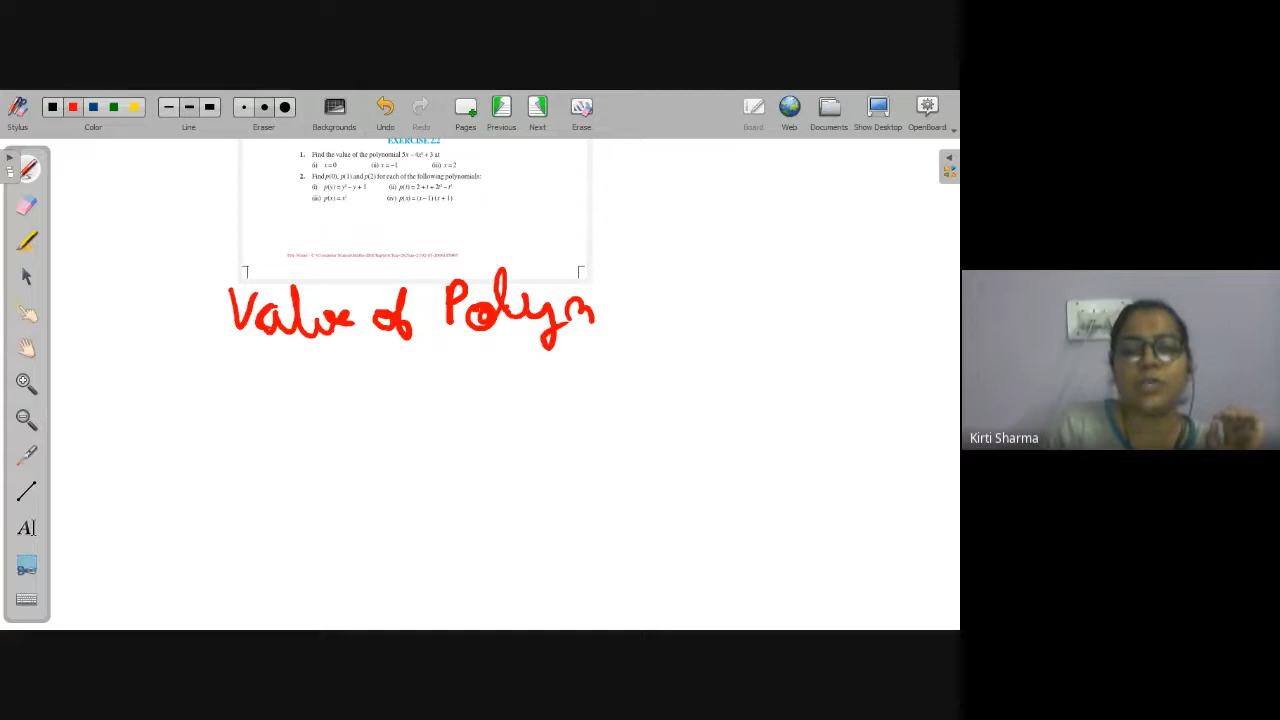 Stylus Color Line Eraser Backgrounds Undo Redo Pages Previous Next Erase Board Web Documents Show Desktop OpenBoard
EXERCISE 2.2
1. Find the value of the polynomial 5x – 4x² + 3 at
(i) x = 0 (ii) x = –1 (iii) x = 2
2. Find p(0), p(1) and p(2) for each of the following polynomials:
(i) p(y) = y² – y + 1 (ii) p(t) = 2 + t + 2t² – t³
(iii) p(x) = x³ (iv) p(x) = (x – 1) (x + 1)
Value of Polyn
Kirti Sharma